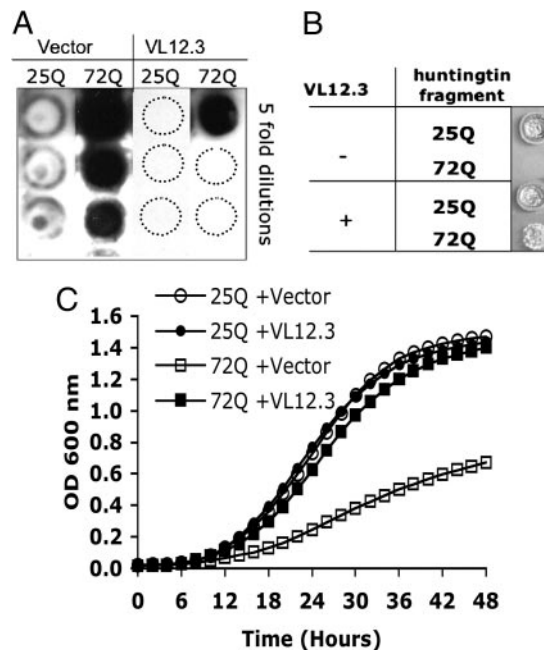 A
Vector VL12.3
25Q 72Q 25Q 72Q
5 fold dilutions
B
VL12.3 huntingtin fragment
- 25Q
72Q
+ 25Q
72Q
C
25Q +Vector
25Q +VL12.3
72Q +Vector
72Q +VL12.3
OD 600 nm
1.6
1.4
1.2
1.0
0.8
0.6
0.4
0.2
0.0
0 6 12 18 24 30 36 42 48
Time (Hours)